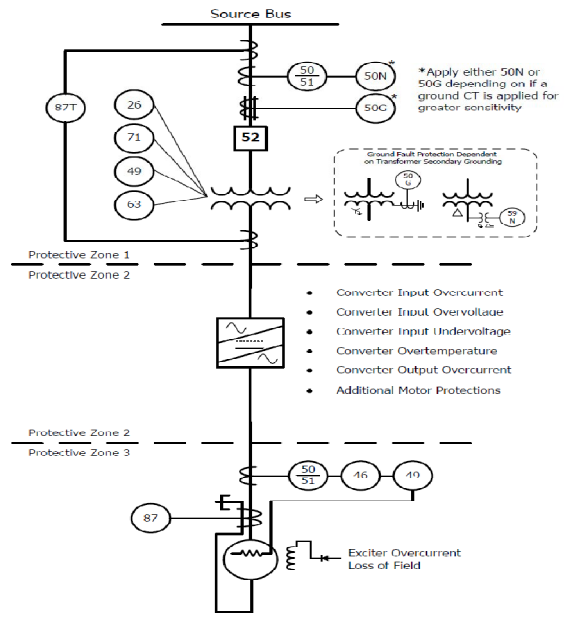 Source Bus
50
51
50N
*
*Apply either 50N or
50G depending on if a
ground CT is applied for
greater sensitivity
87T
26
50G
*
71
52
49
63
Ground Fault Protection Dependent
on Transformer Secondary Grounding
50
G
59
N
Protective Zone 1
Protective Zone 2
• Converter Input Overcurrent
• Converter Input Overvoltage
• Converter Input Undervoltage
• Converter Overtemperature
• Converter Output Overcurrent
• Additional Motor Protections
Protective Zone 2
Protective Zone 3
50
51
46
49
87
Exciter Overcurrent
Loss of Field